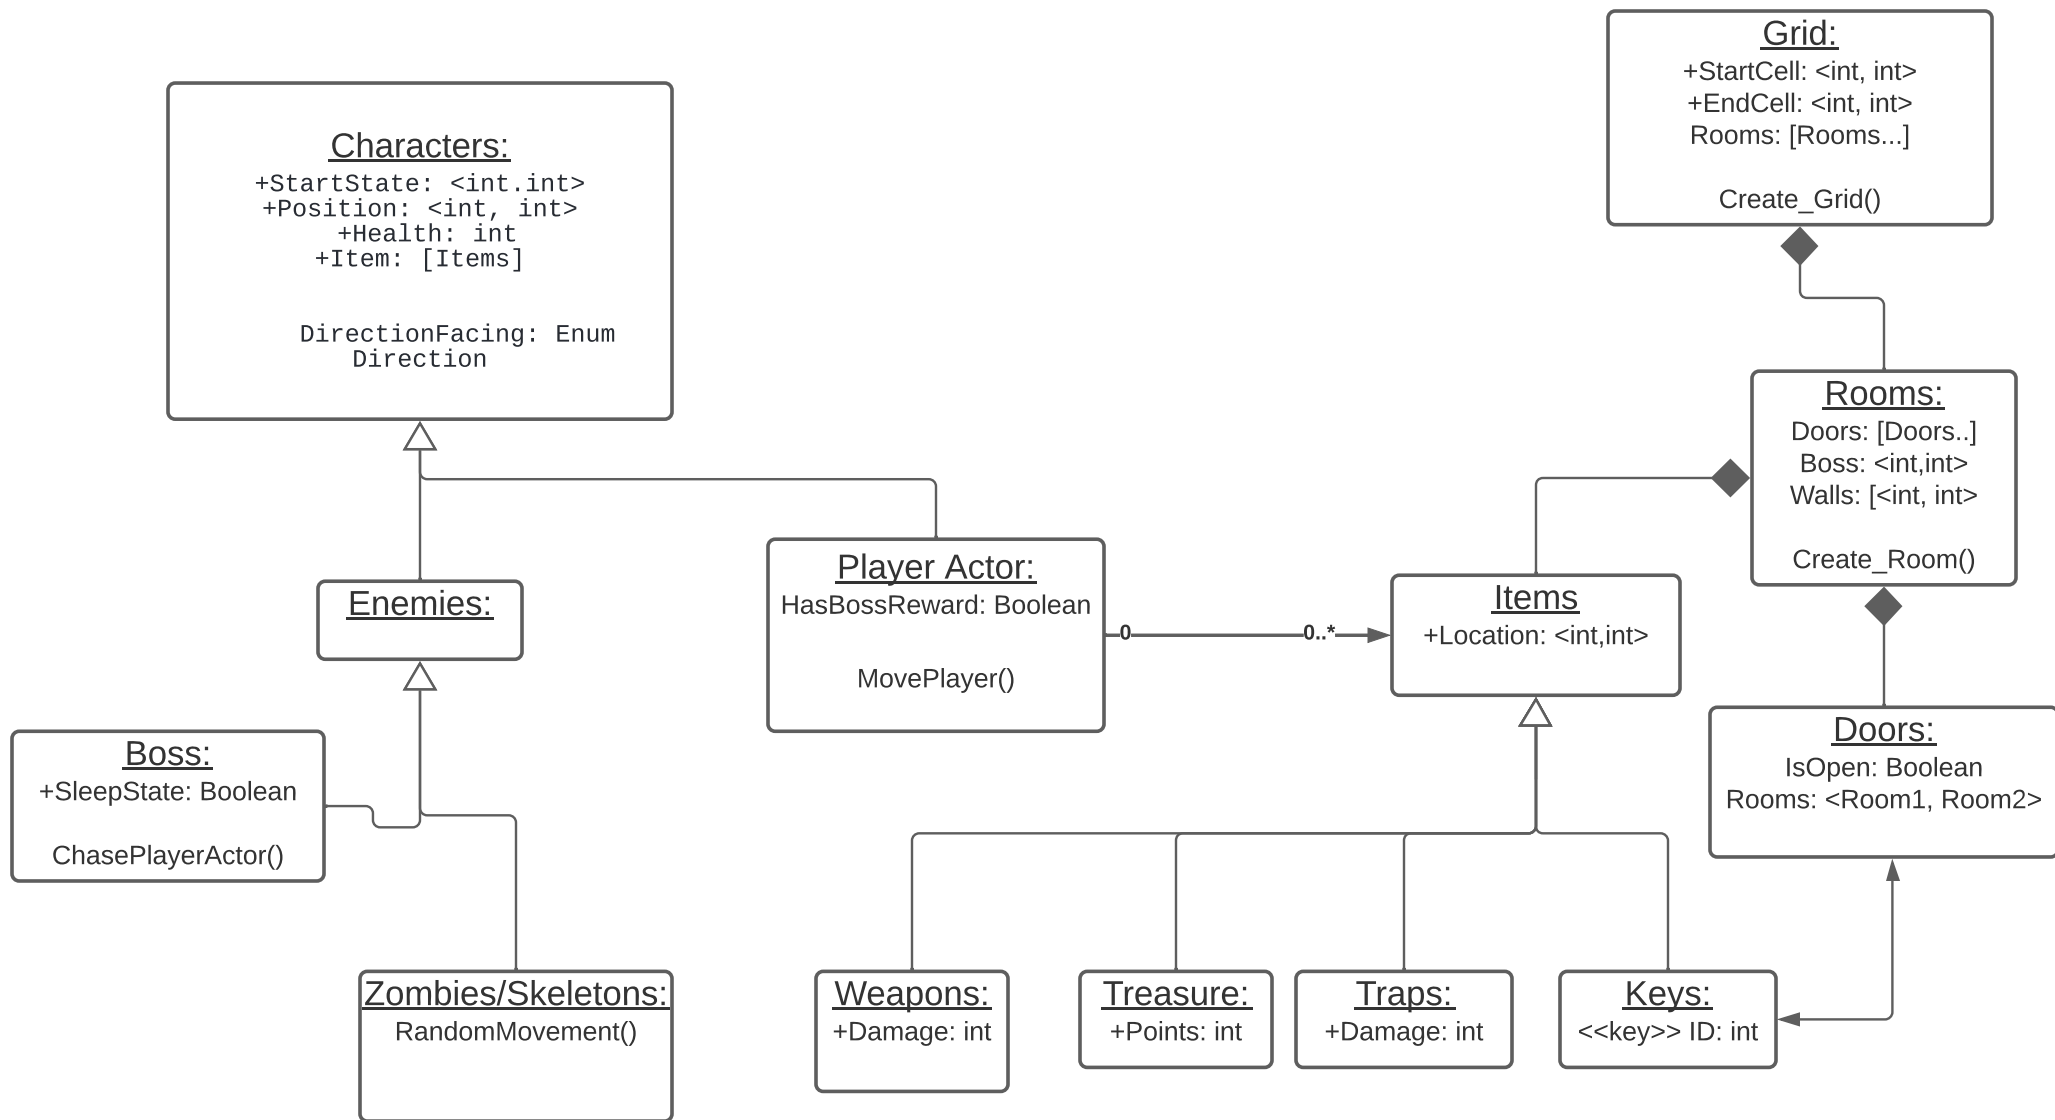 Grid:
+StartCell: <int, int>
+EndCell: <int, int>
Rooms: [Rooms...]
Create_Grid()
Characters:
+StartState: <int.int>
+Position: <int, int>
+Health: int
+Item: [Items]
DirectionFacing: Enum
Direction
Rooms:
Doors: [Doors..]
Boss: <int,int>
Walls: [<int, int>
Create_Room()
Enemies:
Player Actor:
HasBossReward: Boolean
MovePlayer()
0
0..*
Items
+Location: <int,int>
Boss:
+SleepState: Boolean
ChasePlayerActor()
Doors:
IsOpen: Boolean
Rooms: <Room1, Room2>
Zombies/Skeletons:
RandomMovement()
Weapons:
+Damage: int
Treasure:
+Points: int
Traps:
+Damage: int
Keys:
<<key>> ID: int